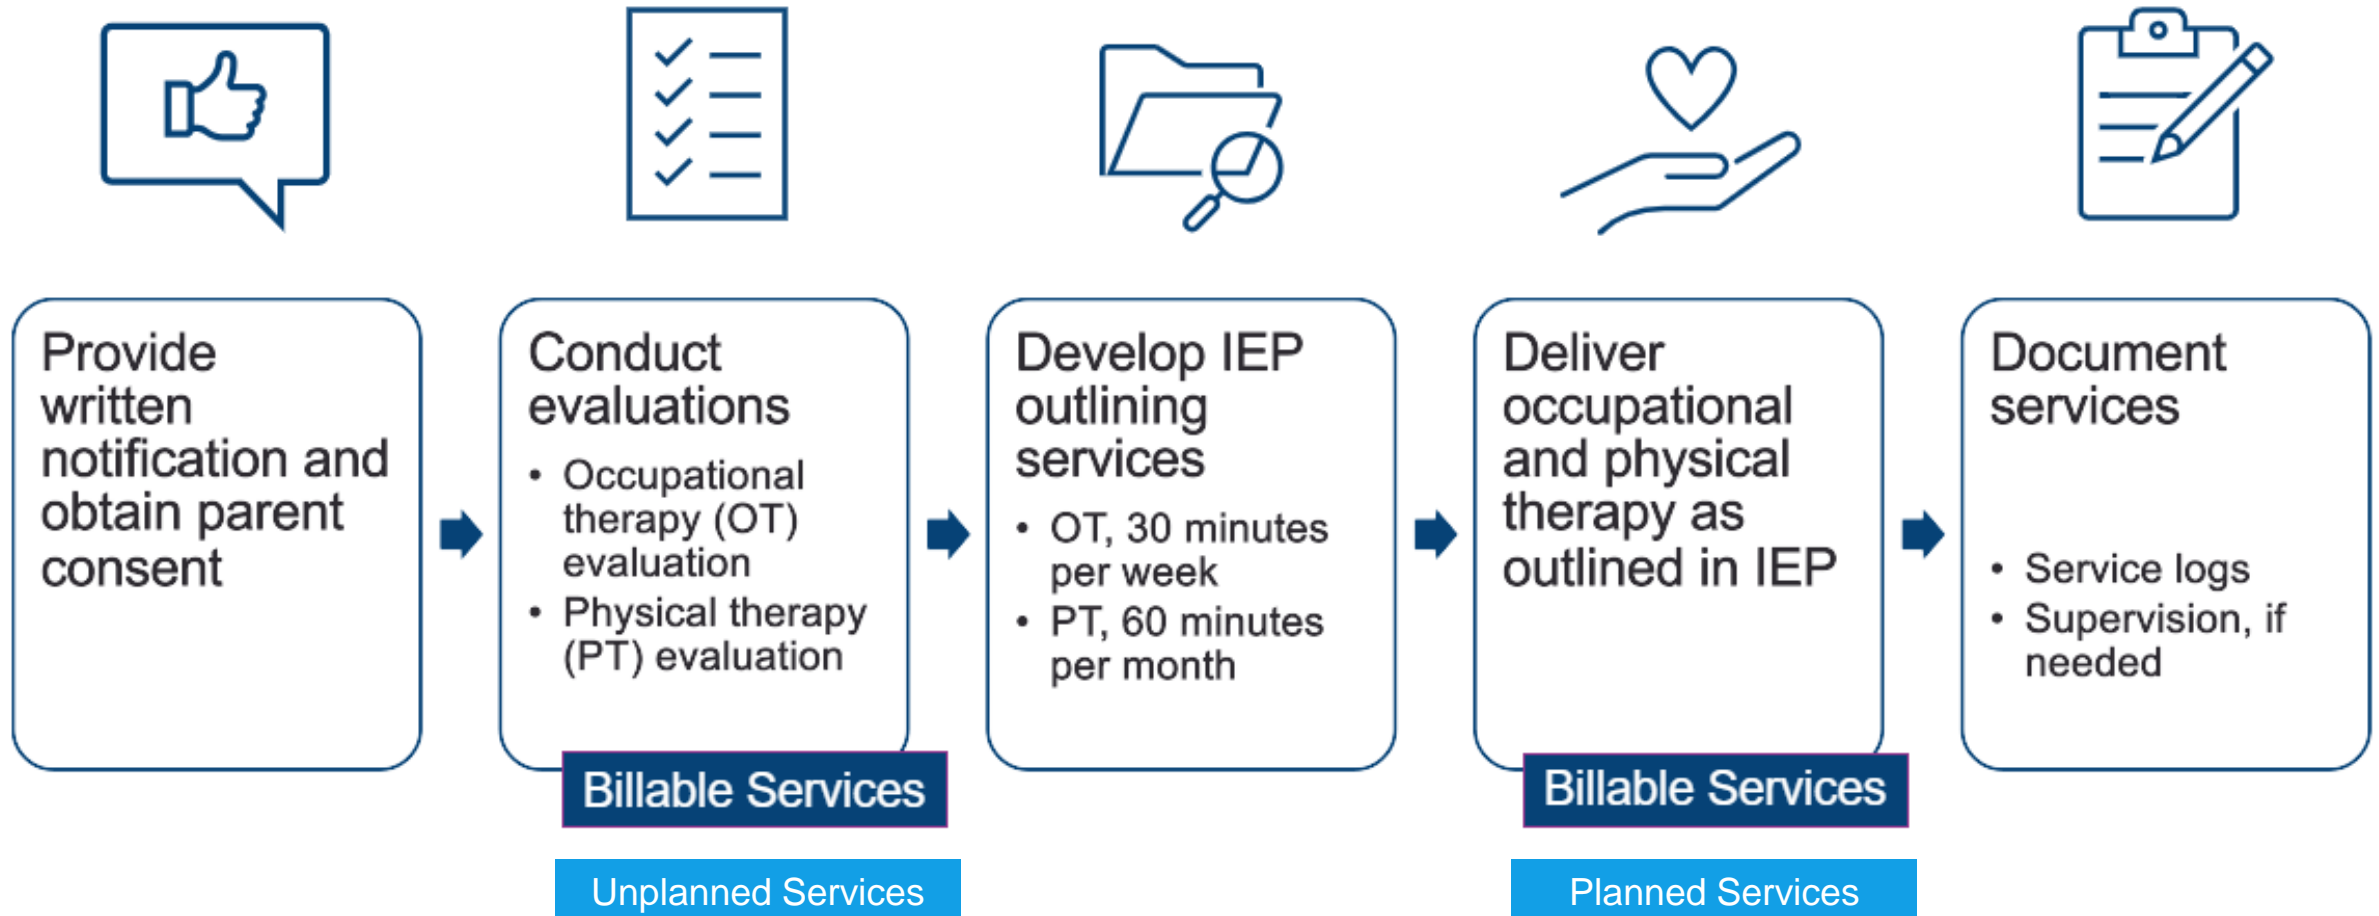 Provide
written
notification and
obtain parent
consent
Conduct
evaluations
• Occupational
therapy (OT)
evaluation
• Physical therapy
(PT) evaluation
Billable Services
Unplanned Services
Develop IEP
outlining
services
• OT, 30 minutes
per week
• PT, 60 minutes
per month
Deliver
occupational
and physical
therapy as
outlined in IEP
Billable Services
Planned Services
Document
services
• Service logs
• Supervision, if
needed